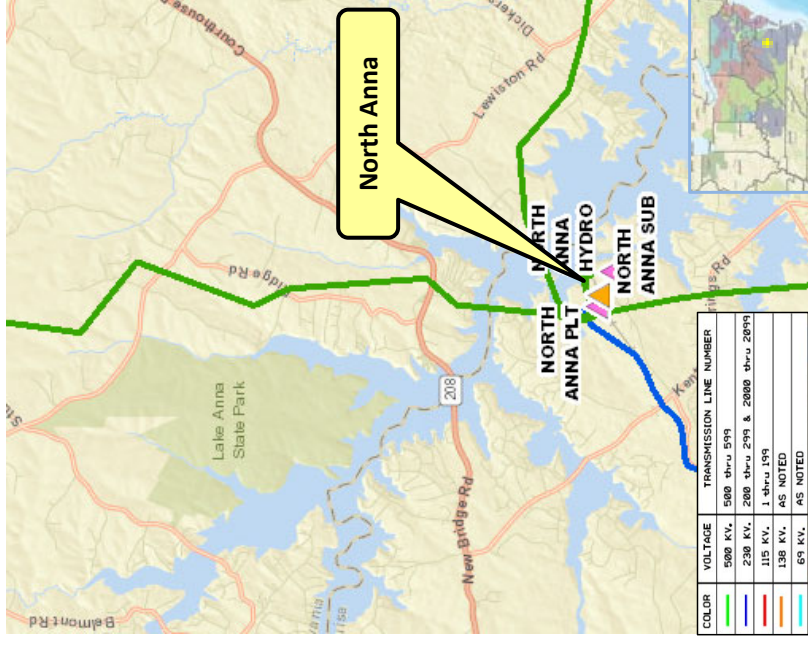 North Anna
Courthouse
Dickers
Lewiston Rd
Bridge Rd
Lake Anna
State Park
208
New Bridge Rd
Belmont Rd
NORTH
ANNA
HYDRO
NORTH
ANNA SUB
NORTH
ANNA PLT
Kent
ings Rd
COLOR VOLTAGE TRANSMISSION LINE NUMBER
500 KV. 500 thru 599
230 KV. 200 thru 299 & 2000 thru 2099
115 KV. 1 thru 199
138 KV. AS NOTED
69 KV. AS NOTED